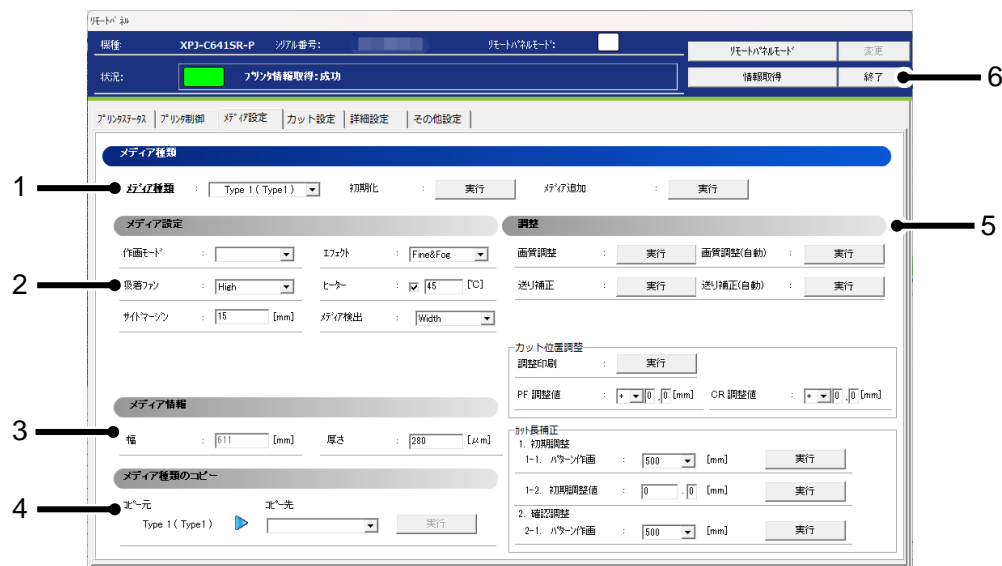 リモートパネル
機種: XPJ-C641SR-P シリアル番号: リモートパネルモード: リモートパネルモード 変更
状況: プリンタ情報取得:成功 情報取得 終了 6
プリンタステータス プリンタ制御 メディア設定 カット設定 詳細設定 その他設定
メディア種類
1 メディア種類 : Type 1(Type1) 初期化 : 実行 メディア追加 : 実行
メディア設定 調整 5
作画モード : エフェクト : Fine&Fog 画質調整 : 実行 画質調整(自動) : 実行
2 吸着ファン : High ヒーター : 45 [℃] 送り補正 : 実行 送り補正(自動) : 実行
サイドマージン : 15 [mm] メディア検出 : Width
カット位置調整
調整印刷 : 実行
PF 調整値 : + 0 .0 [mm] CR 調整値 : + 0 .0 [mm]
メディア情報
3 幅 : 611 [mm] 厚さ : 280 [μm]
カット長補正
1. 初期調整
1-1. パターン作画 : 500 [mm] 実行
メディア種類のコピー
1-2. 初期調整値 : 0 .0 [mm] 実行
4 コピー元 コピー先
Type 1(Type1) 実行
2. 確認調整
2-1. パターン作画 : 500 [mm] 実行